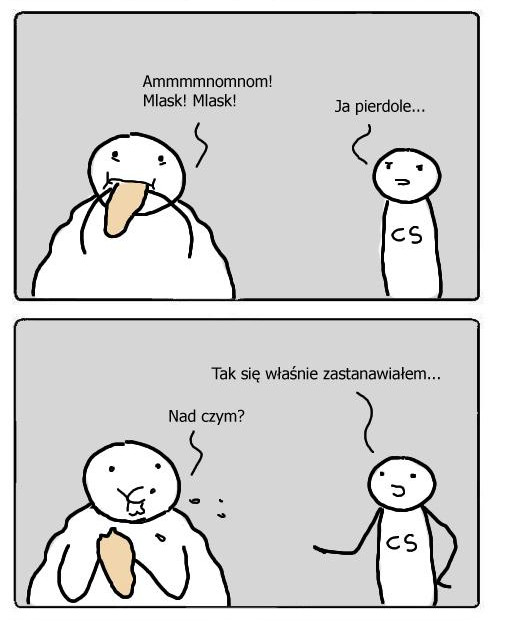 Ammmmnomnom!
Mlask! Mlask!
Ja pierdole...
CS
Tak się właśnie zastanawiałem...
Nad czym?
CS